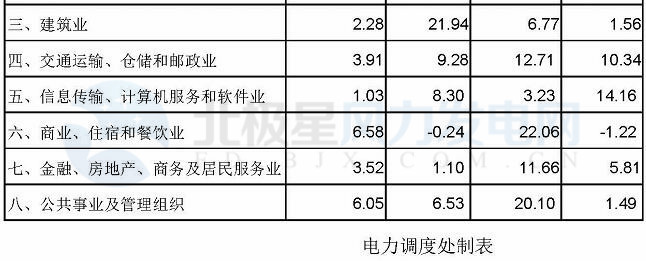 三、建筑业 2.28 21.94 6.77 1.56
四、交通运输、仓储和邮政业 3.91 9.28 12.71 10.34
五、信息传输、计算机服务和软件业 1.03 8.30 3.23 14.16
六、商业、住宿和餐饮业 6.58 -0.24 22.06 -1.22
七、金融、房地产、商务及居民服务业 3.52 1.10 11.66 5.81
八、公共事业及管理组织 6.05 6.53 20.10 1.49
北极星风力发电网
FD.BJX.COM.CN
电力调度处制表